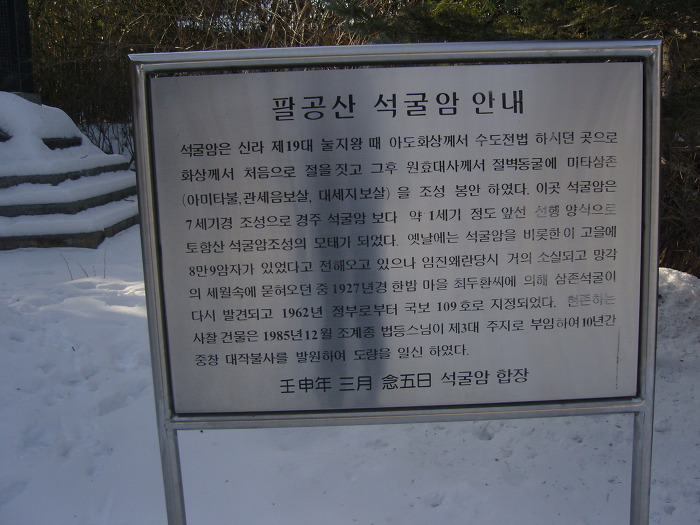 팔공산 석굴암 안내
석굴암은 신라 제19대 눌지왕 때 아도화상께서 수도전법 하시던 곳으로
화상께서 처음으로 절을 짓고 그후 원효대사께서 절벽동굴에 미타삼존
(아미타불,관세음보살, 대세지보살) 을 조성 봉안 하였다. 이곳 석굴암은
7세기경 조성으로 경주 석굴암 보다 약 1세기 정도 앞선 선행 양식으로
토함산 석굴암조성의 모태가 되였다. 옛날에는 석굴암을 비롯한 이 고을에
8만9암자가 있었다고 전해오고 있으나 임진왜란당시 거의 소실되고 망각
의 세월속에 묻혀오던 중 1927년경 한밤 마을 최두환씨에 의해 삼존석굴이
다시 발견되고 1962년 정부로부터 국보 109호로 지정되었다. 현존하는
사찰 건물은 1985년12월 조계종 법등스님이 제3대 주지로 부임하여10년간
중창 대작불사를 발원하여 도량을 일신 하였다.
壬申年 三月 念五日 석굴암 합장